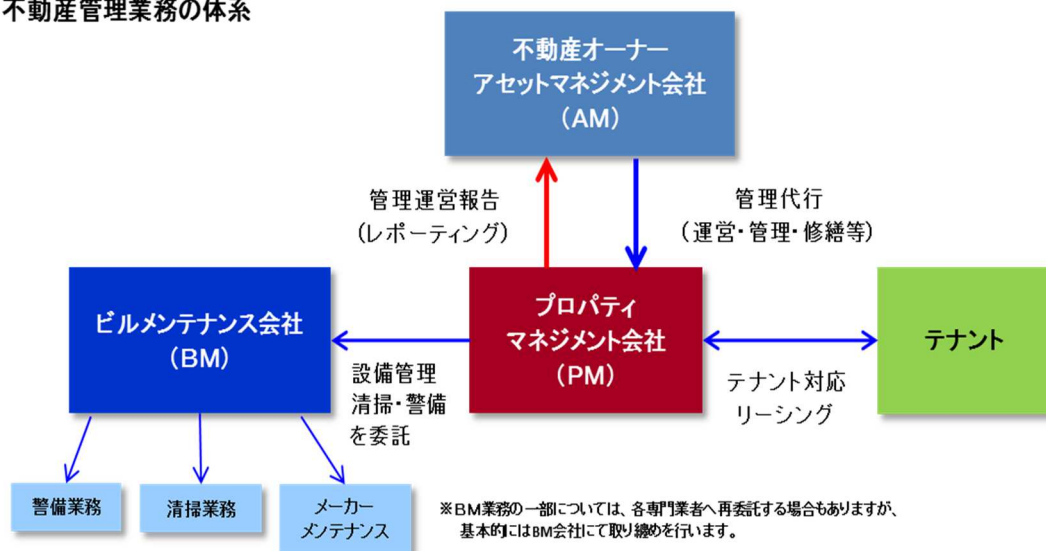 不動産管理業務の体系
不動産オーナー
アセットマネジメント会社
(AM)
管理運営報告
(レポーティング)
管理代行
(運営・管理・修繕等)
ビルメンテナンス会社
(BM)
プロパティ
マネジメント会社
(PM)
テナント
設備管理
清掃・警備
を委託
テナント対応
リーシング
警備業務
清掃業務
メーカー
メンテナンス
※BM業務の一部については、各専門業者へ再委託する場合もありますが、
基本的にはBM会社にて取り纏めを行います。